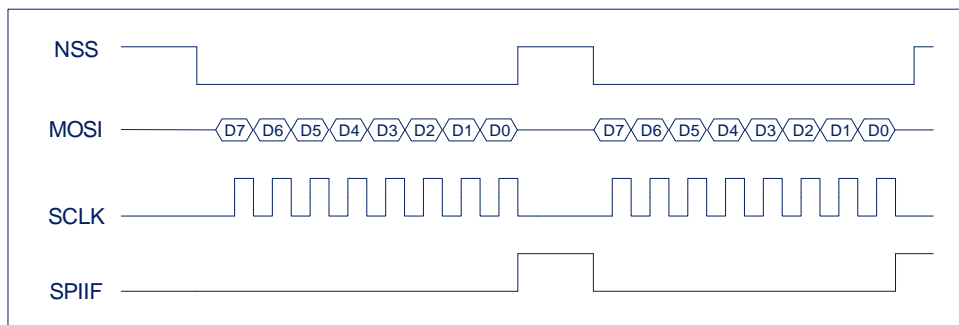 NSS
MOSI D7 D6 D5 D4 D3 D2 D1 D0 D7 D6 D5 D4 D3 D2 D1 D0
SCLK
SPIIF